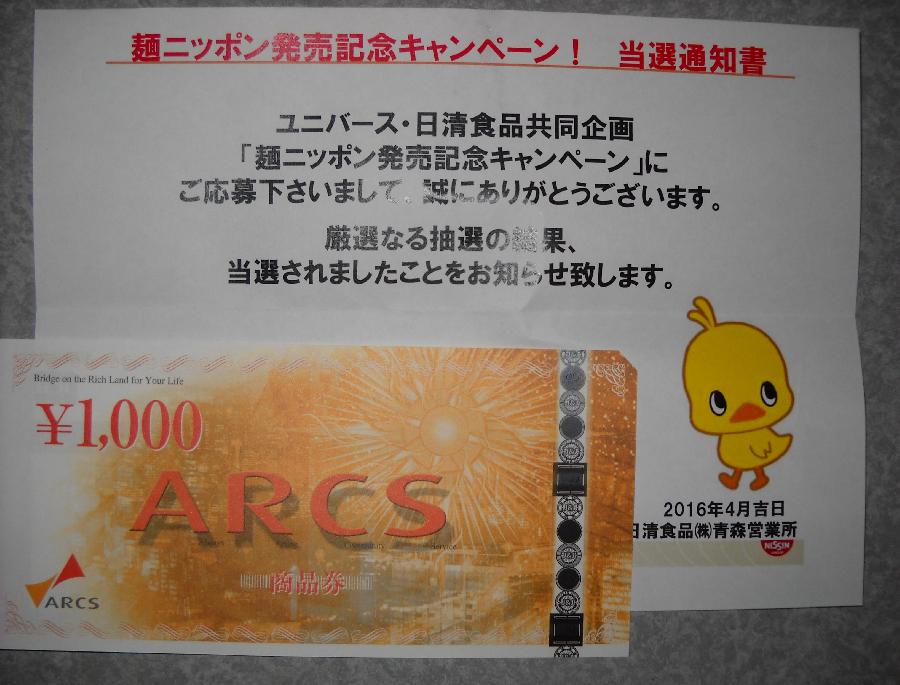 麺ニッポン発売記念キャンペーン！　当選通知書
ユニバース・日清食品共同企画
「麺ニッポン発売記念キャンペーン」に
ご応募下さいまして、誠にありがとうございます。
厳選なる抽選の結果、
当選されましたことをお知らせ致します。
Bridge on the Rich Land for Your Life
¥1,000
ARCS
Community Service
商品券
ARCS
2016年4月吉日
日清食品㈱青森営業所
NISSIN